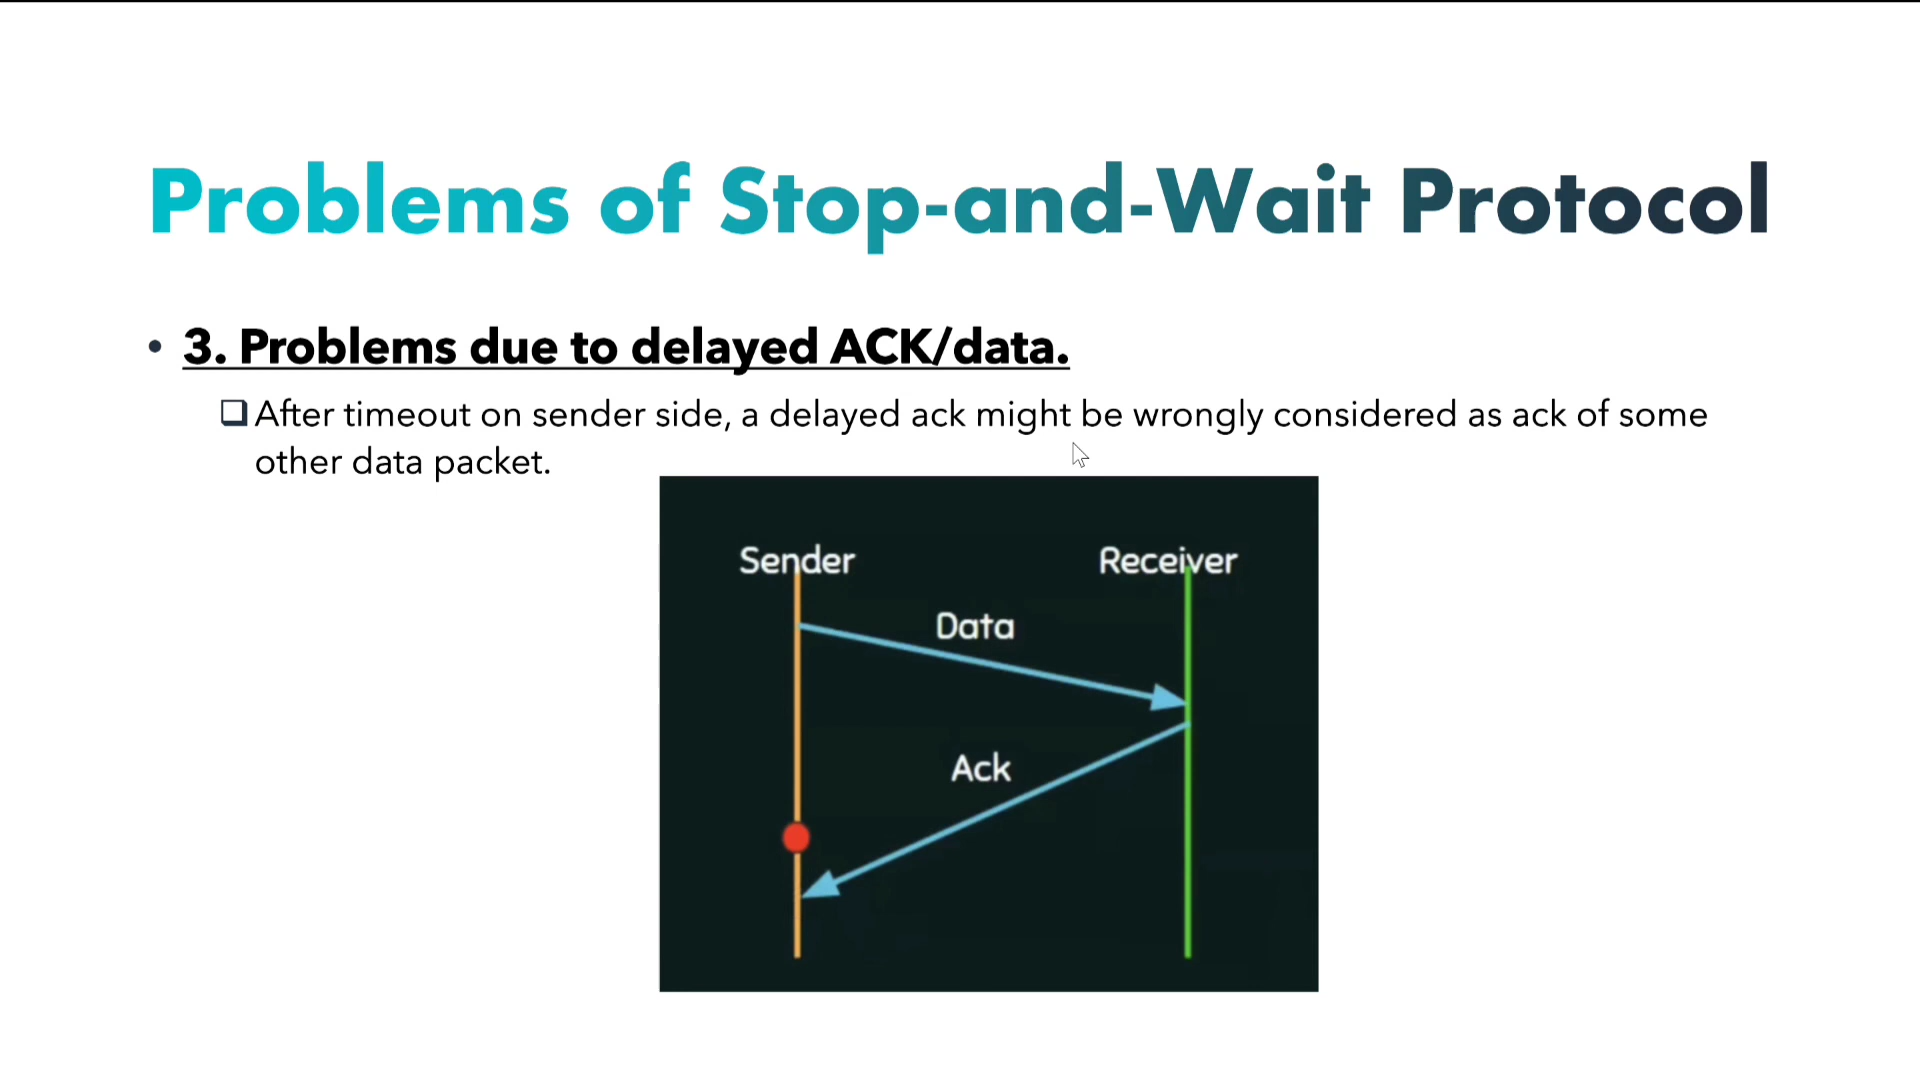 Problems of Stop-and-Wait Protocol
• 3. Problems due to delayed ACK/data.
❑ After timeout on sender side, a delayed ack might be wrongly considered as ack of some
other data packet.
Sender Receiver
Data
Ack